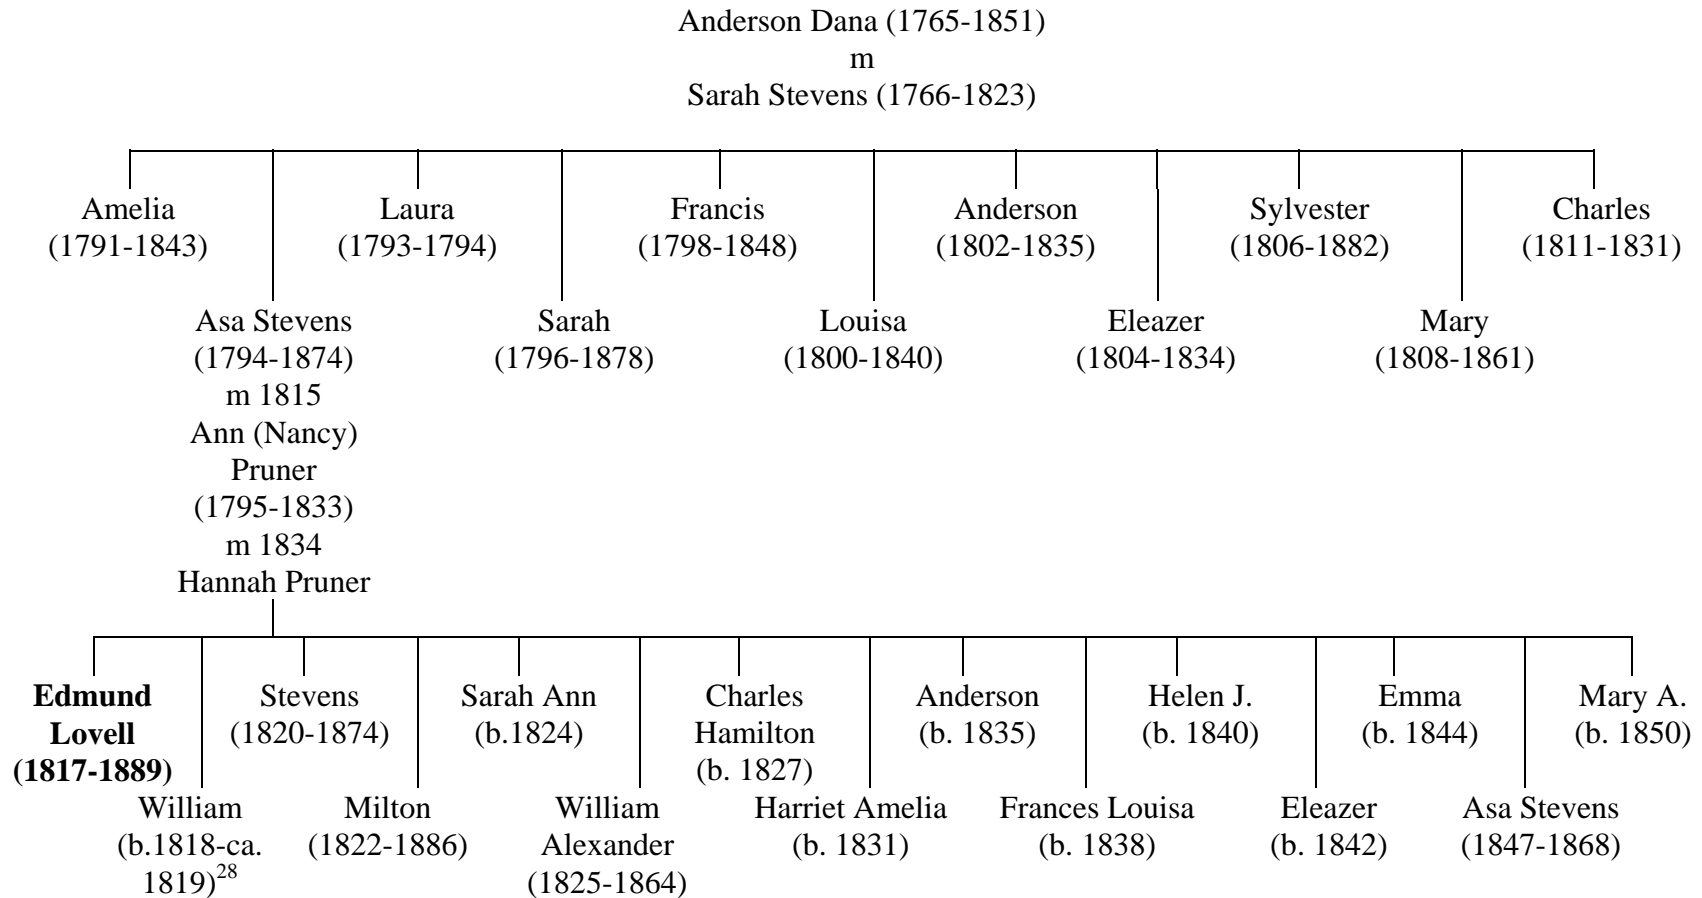 Anderson Dana (1765-1851)
m
Sarah Stevens (1766-1823)
Amelia
(1791-1843)
Asa Stevens
(1794-1874)
m 1815
Ann (Nancy)
Pruner
(1795-1833)
m 1834
Hannah Pruner
Laura
(1793-1794)
Sarah
(1796-1878)
Francis
(1798-1848)
Louisa
(1800-1840)
Anderson
(1802-1835)
Eleazer
(1804-1834)
Sylvester
(1806-1882)
Mary
(1808-1861)
Charles
(1811-1831)
Edmund
Lovell
(1817-1889)
William
(b.1818-ca.
1819)28
Stevens
(1820-1874)
Milton
(1822-1886)
Sarah Ann
(b.1824)
William
Alexander
(1825-1864)
Charles
Hamilton
(b. 1827)
Harriet Amelia
(b. 1831)
Anderson
(b. 1835)
Frances Louisa
(b. 1838)
Helen J.
(b. 1840)
Eleazer
(b. 1842)
Emma
(b. 1844)
Asa Stevens
(1847-1868)
Mary A.
(b. 1850)